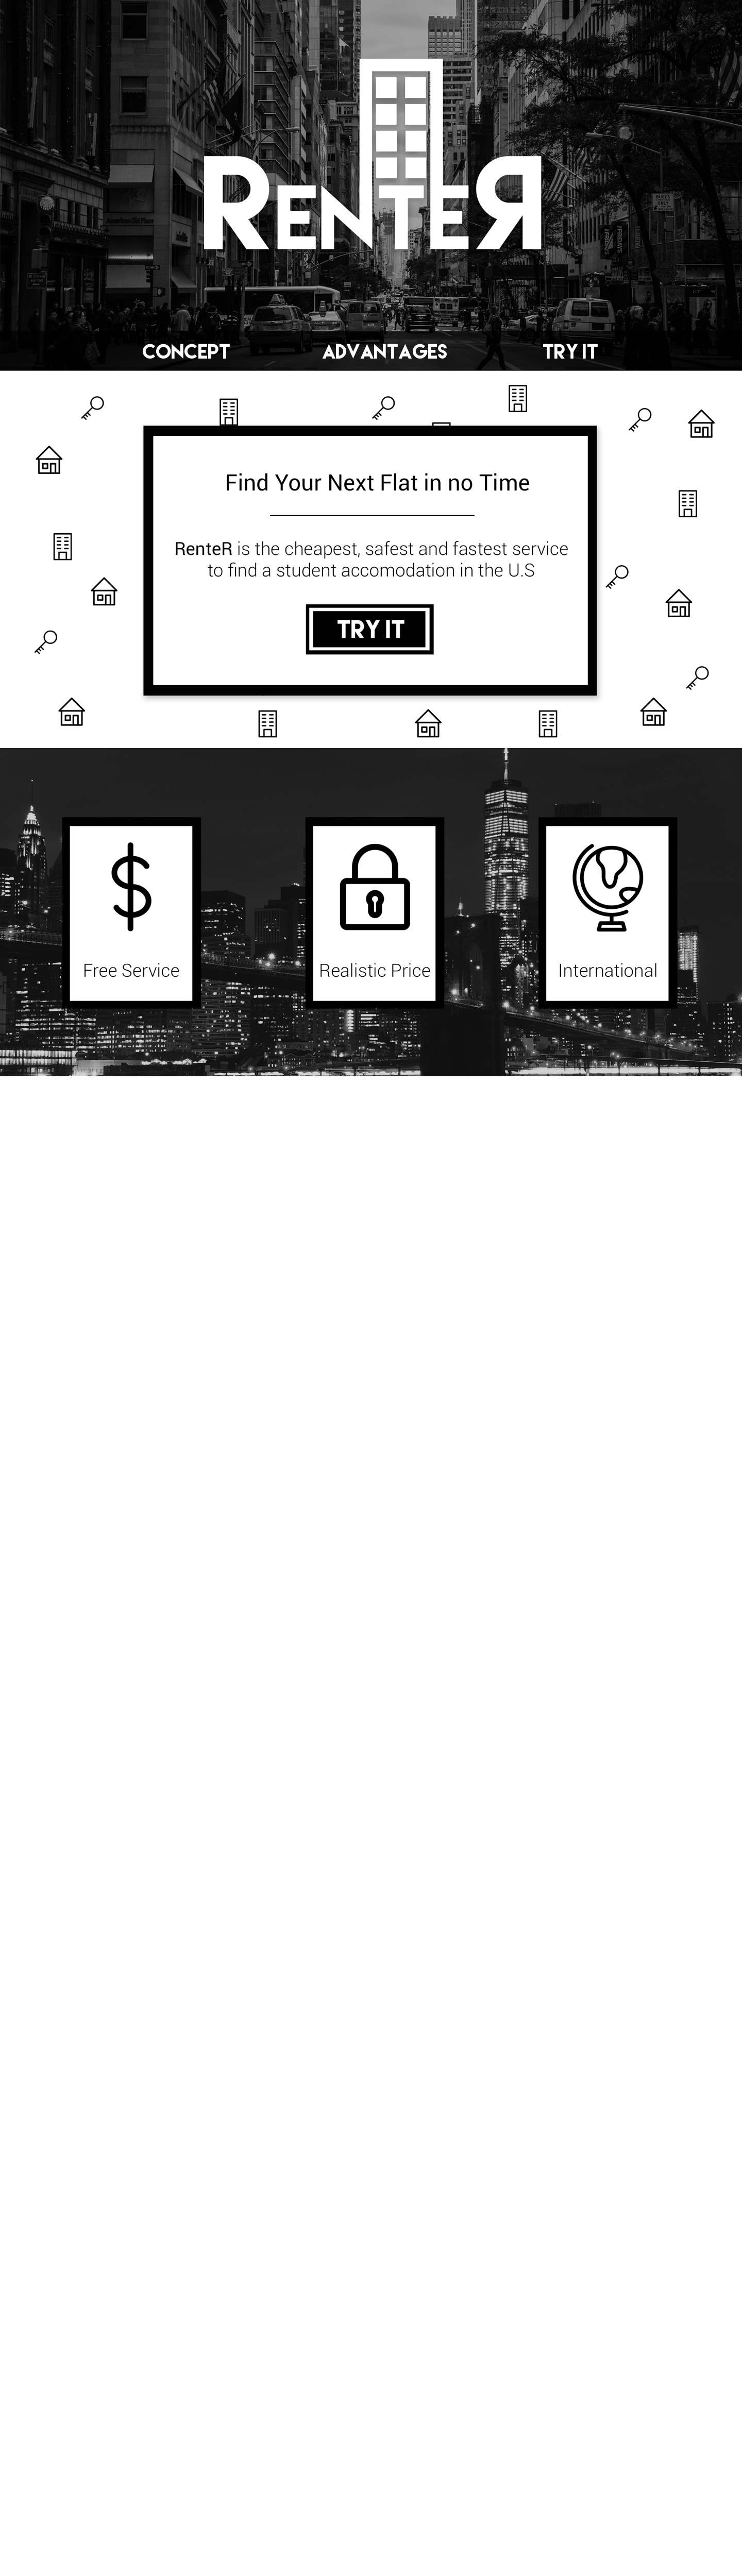 RENTER
CONCEPT ADVANTAGES TRY IT
Find Your Next Flat in no Time
RenteR is the cheapest, safest and fastest service
to find a student accomodation in the U.S
TRY IT
Free Service Realistic Price International